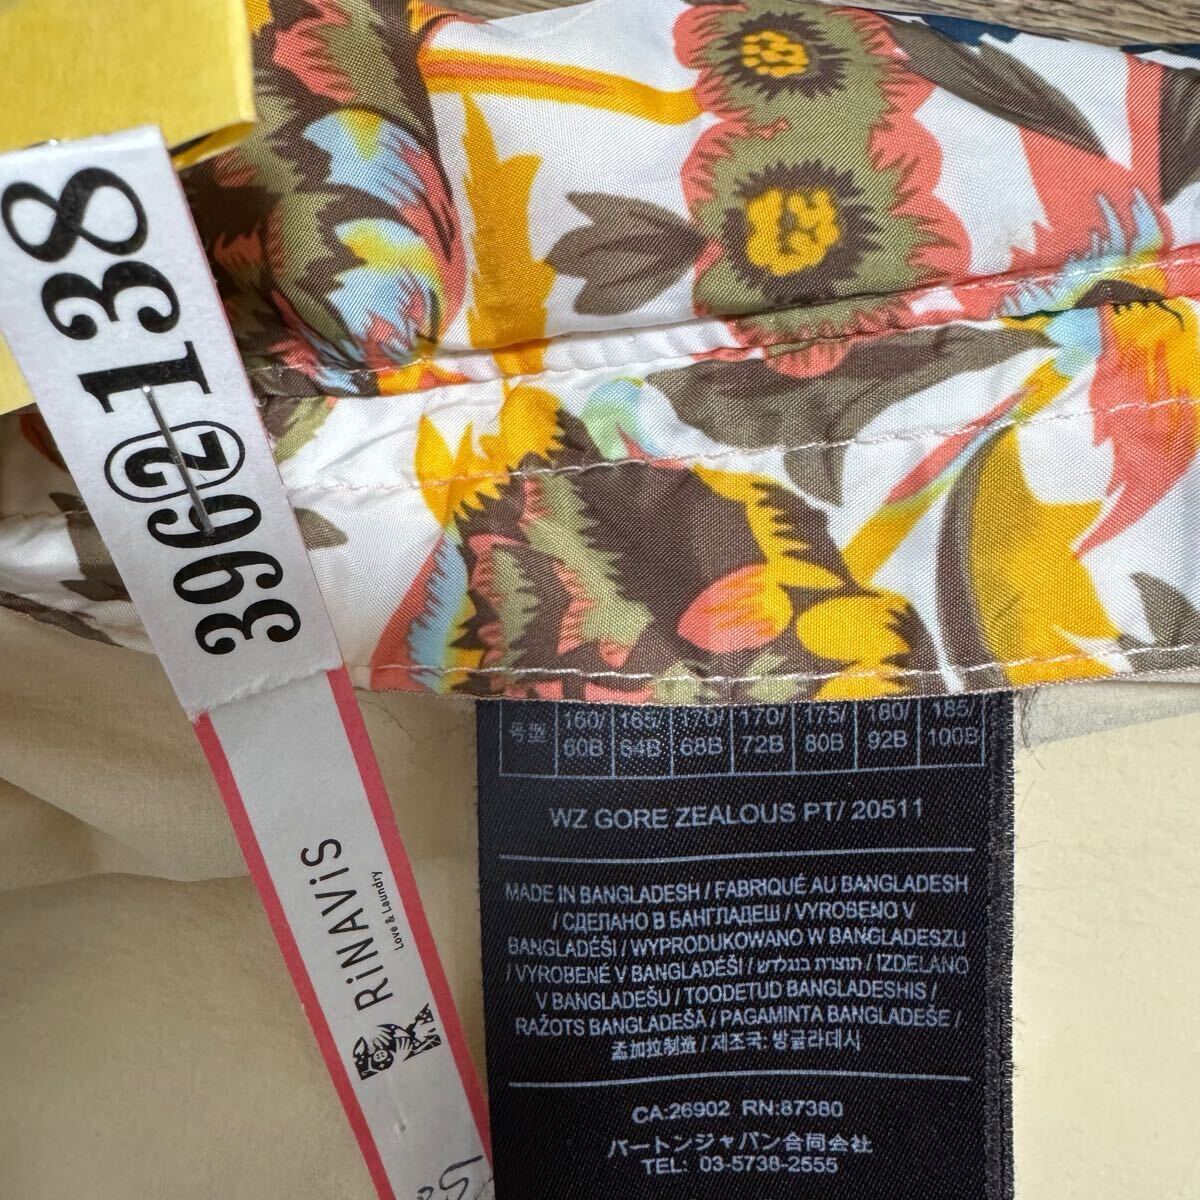 3962138
RiNAViS
Love & Laundry
号型 160/ 165/ 170/ 170/ 175/ 180/ 185/
60B 64B 68B 72B 80B 92B 100B
WZ GORE ZEALOUS PT/ 20511
MADE IN BANGLADESH / FABRIQUÉ AU BANGLADESH
/ СДЕЛАНО В БАНГЛАДЕШ / VYROBENO V
BANGLADÉŠI / WYPRODUKOWANO W BANGLADESZU
/ VYROBENÉ V BANGLADÉŠI / תוצרת בנגלדש / IZDELANO
V BANGLADEŠU / TOODETUD BANGLADESHIS /
RAŽOTS BANGLADEŠĀ / PAGAMINTA BANGLADEŠE /
孟加拉制造 / 제조국: 방글라데시
CA:26902 RN:87380
バートンジャパン合同会社
TEL: 03-5738-2555